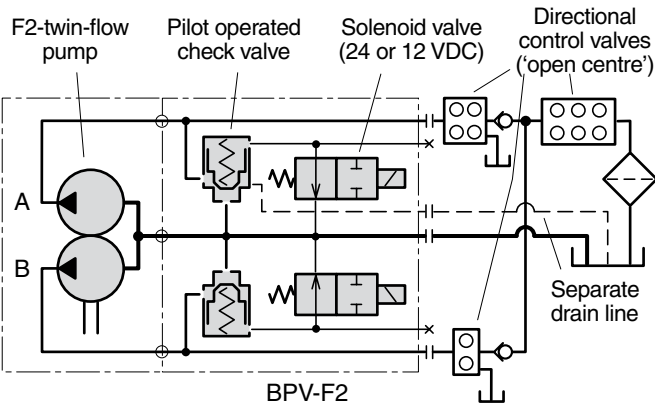 F2-twin-flow
pump
Pilot operated
check valve
Solenoid valve
(24 or 12 VDC)
Directional
control valves
('open centre')
A
B
Separate
drain line
BPV-F2